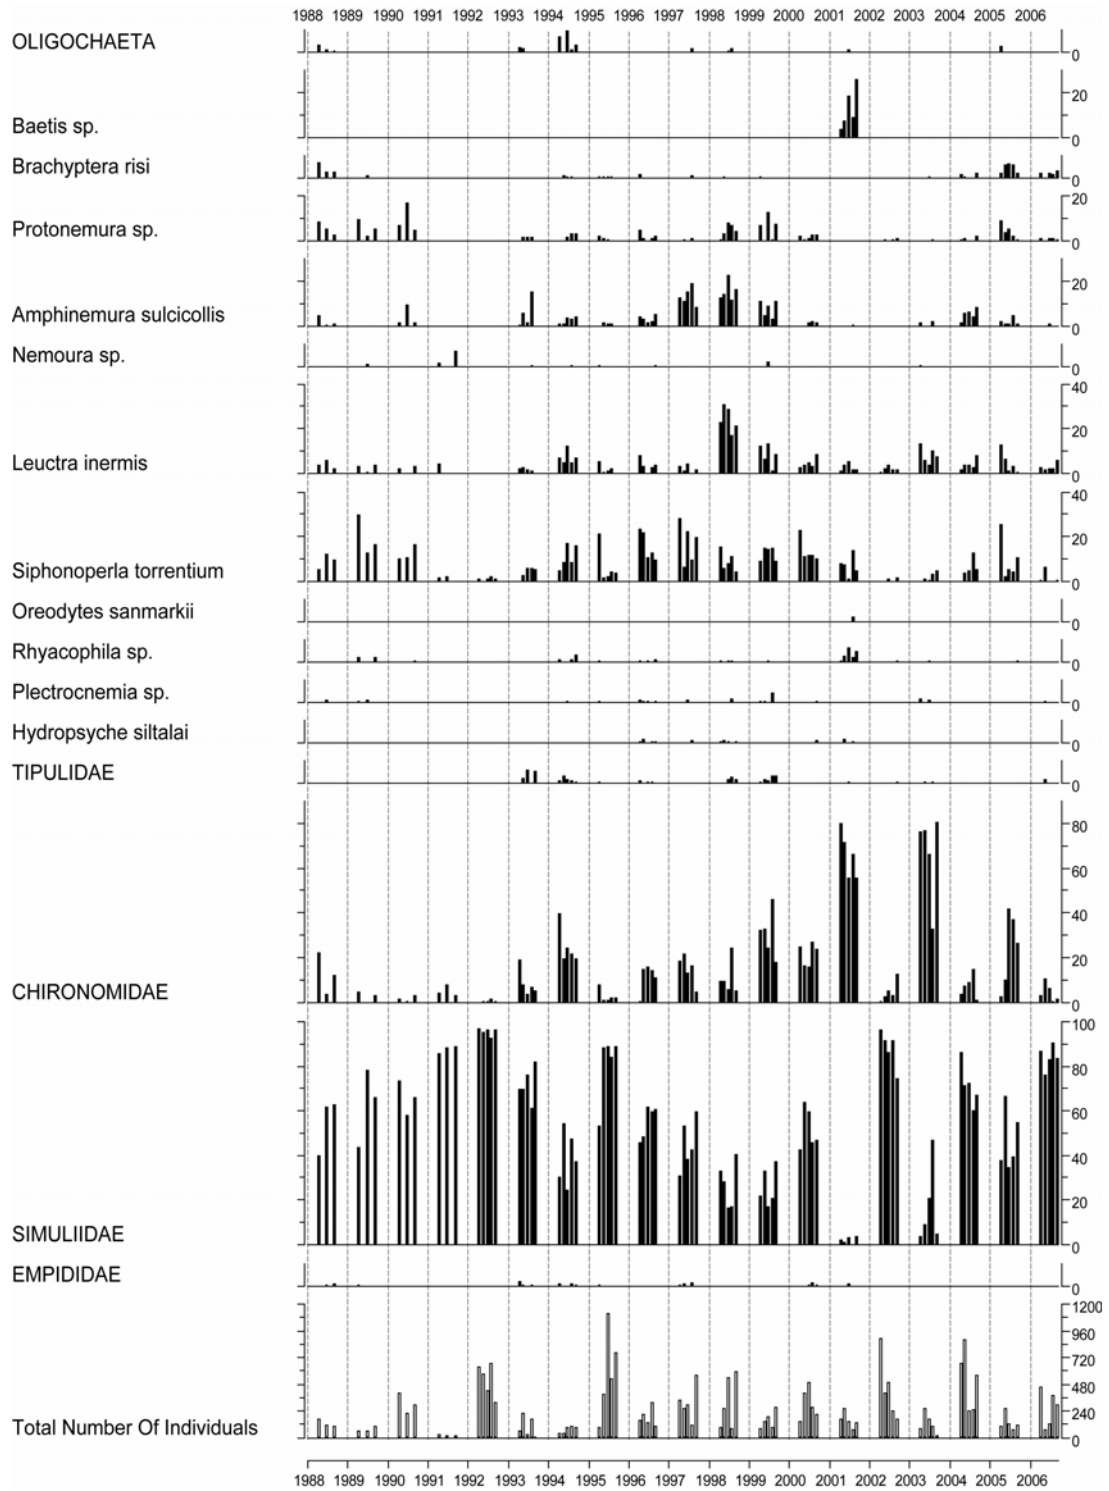 1988 1989 1990 1991 1992 1993 1994 1995 1996 1997 1998 1999 2000 2001 2002 2003 2004 2005 2006
OLIGOCHAETA
0
20
Baetis sp.
0
Brachyptera risi
0
20
Protonemura sp.
0
20
Amphinemura sulcicollis
0
Nemoura sp.
0
40
20
Leuctra inermis
0
40
20
Siphonoperla torrentium
0
Oreodytes sanmarkii
0
Rhyacophila sp.
0
Plectrocnemia sp.
0
Hydropsyche siltalai
0
TIPULIDAE
0
80
60
40
20
CHIRONOMIDAE
0
100
80
60
40
20
SIMULIIDAE
0
EMPIDIDAE
0
1200
960
720
480
240
Total Number Of Individuals
0
1988 1989 1990 1991 1992 1993 1994 1995 1996 1997 1998 1999 2000 2001 2002 2003 2004 2005 2006